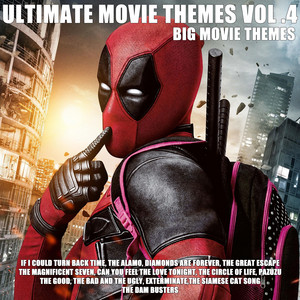 ULTIMATE MOVIE THEMES VOL .4
BIG MOVIE THEMES
IF I COULD TURN BACK TIME, THE ALAMO, DIAMONDS ARE FOREVER, THE GREAT ESCAPE
THE MAGNIFICENT SEVEN, CAN YOU FEEL THE LOVE TONIGHT, THE CIRCLE OF LIFE, PAZUZU
THE GOOD, THE BAD AND THE UGLY, EXTERMINATE THE SIAMESE CAT SONG
THE DAM BUSTERS